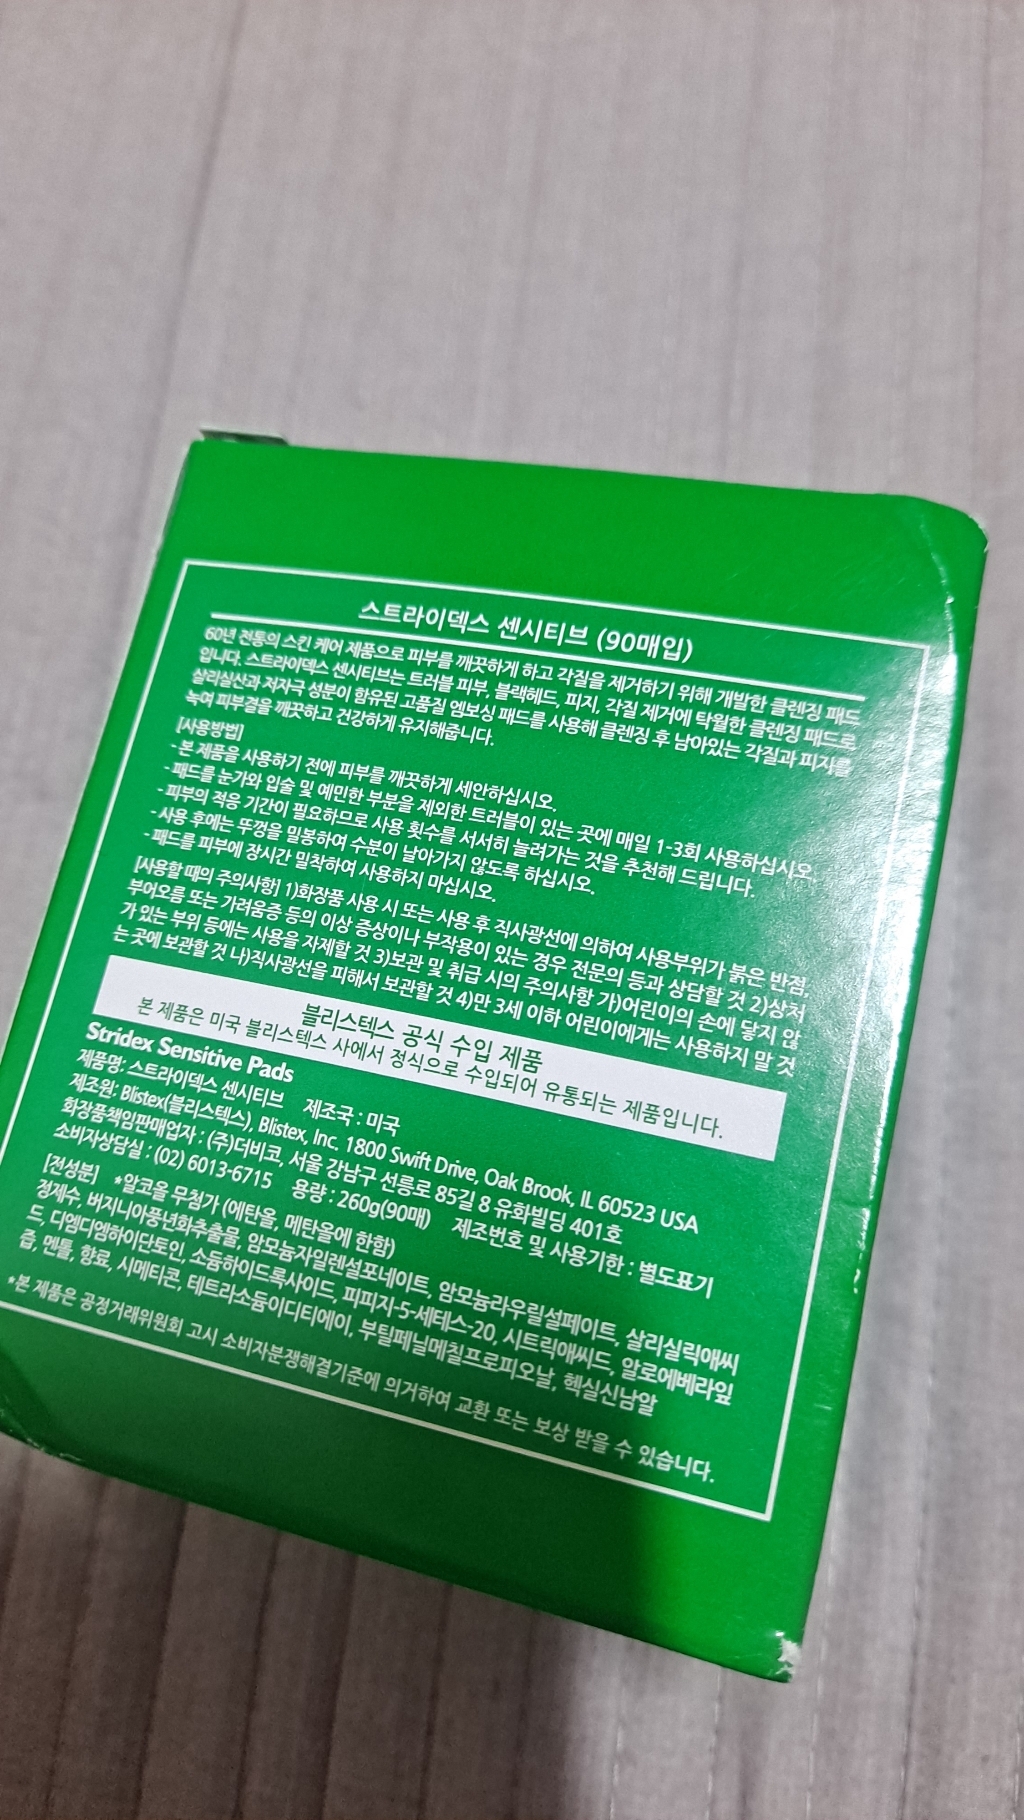 스트라이덱스 센시티브 (90매입)
60년 전통의 스킨 케어 제품으로 피부를 깨끗하게 하고 각질을 제거하기 위해 개발한 클렌징 패드
입니다. 스트라이덱스 센시티브는 트러블 피부, 블랙헤드, 피지, 각질 제거에 탁월한 클렌징 패드로
살리실산과 저자극 성분이 함유된 고품질 엠보싱 패드를 사용해 클렌징 후 남아있는 각질과 피지를
녹여 피부결을 깨끗하고 건강하게 유지해줍니다.
[사용방법]
- 본 제품을 사용하기 전에 피부를 깨끗하게 세안하십시오.
- 패드를 눈가와 입술 및 예민한 부분을 제외한 트러블이 있는 곳에 매일 1-3회 사용하십시오.
- 피부의 적응 기간이 필요하므로 사용 횟수를 서서히 늘려가는 것을 추천해 드립니다.
- 사용 후에는 뚜껑을 밀봉하여 수분이 날아가지 않도록 하십시오.
- 패드를 피부에 장시간 밀착하여 사용하지 마십시오.
[사용할 때의 주의사항] 1)화장품 사용 시 또는 사용 후 직사광선에 의하여 사용부위가 붉은 반점,
부어오름 또는 가려움증 등의 이상 증상이나 부작용이 있는 경우 전문의 등과 상담할 것 2)상처
가 있는 부위 등에는 사용을 자제할 것 3)보관 및 취급 시의 주의사항 가)어린이의 손에 닿지 않
는 곳에 보관할 것 나)직사광선을 피해서 보관할 것 4)만 3세 이하 어린이에게는 사용하지 말 것
블리스텍스 공식 수입 제품
본 제품은 미국 블리스텍스 사에서 정식으로 수입되어 유통되는 제품입니다.
Stridex Sensitive Pads
제품명: 스트라이덱스 센시티브 제조국 : 미국
제조원: Blistex(블리스텍스), Blistex, Inc. 1800 Swift Drive, Oak Brook, IL 60523 USA
화장품책임판매업자 : (주)더비코, 서울 강남구 선릉로 85길 8 유화빌딩 401호
소비자상담실 : (02) 6013-6715 용량 : 260g(90매) 제조번호 및 사용기한 : 별도표기
[전성분] *알코올 무첨가 (에탄올, 메탄올에 한함)
정제수, 버지니아풍년화추출물, 암모늄자일렌설포네이트, 암모늄라우릴설페이트, 살리실릭애씨
드, 디엠디엠하이단토인, 소듐하이드록사이드, 피피지-5-세테스-20, 시트릭애씨드, 알로에베라잎
즙, 멘톨, 향료, 시메티콘, 테트라소듐이디티에이, 부틸페닐메칠프로피오날, 헥실신남알
*본 제품은 공정거래위원회 고시 소비자분쟁해결기준에 의거하여 교환 또는 보상 받을 수 있습니다.